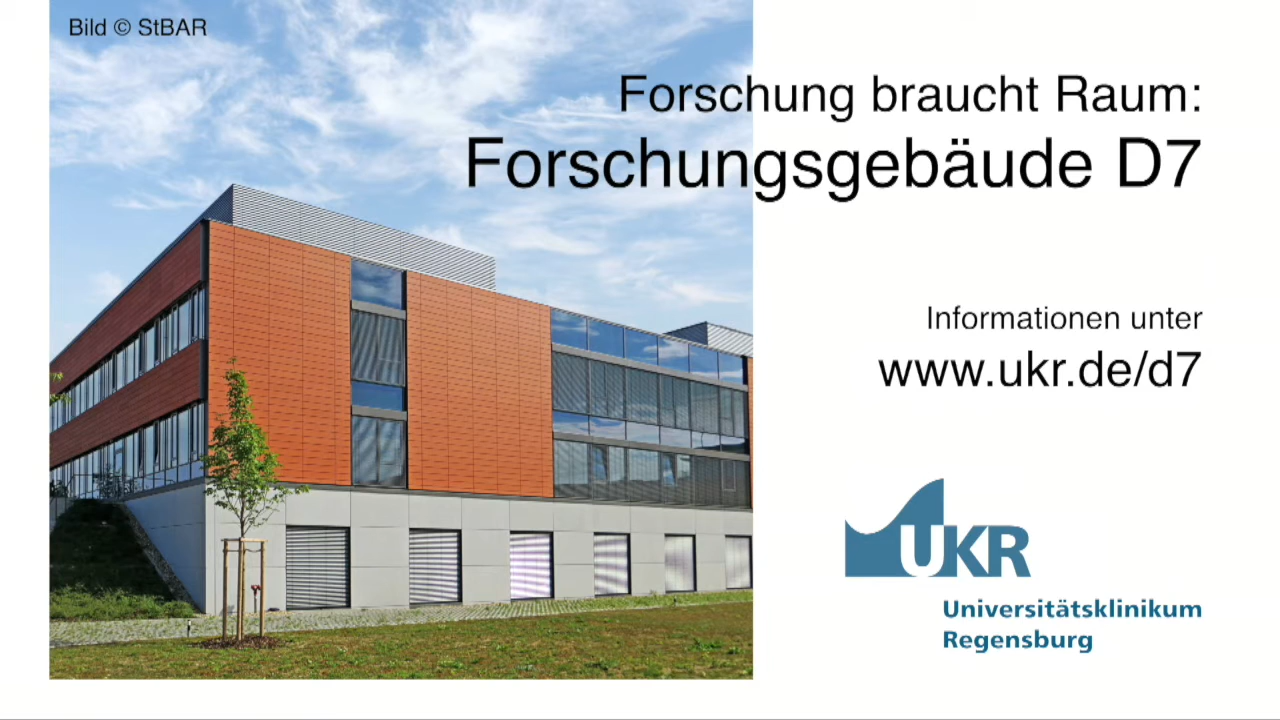 Bild © StBAR
Forschung braucht Raum:
Forschungsgebäude D7
Informationen unter
www.ukr.de/d7
UKR
Universitätsklinikum
Regensburg